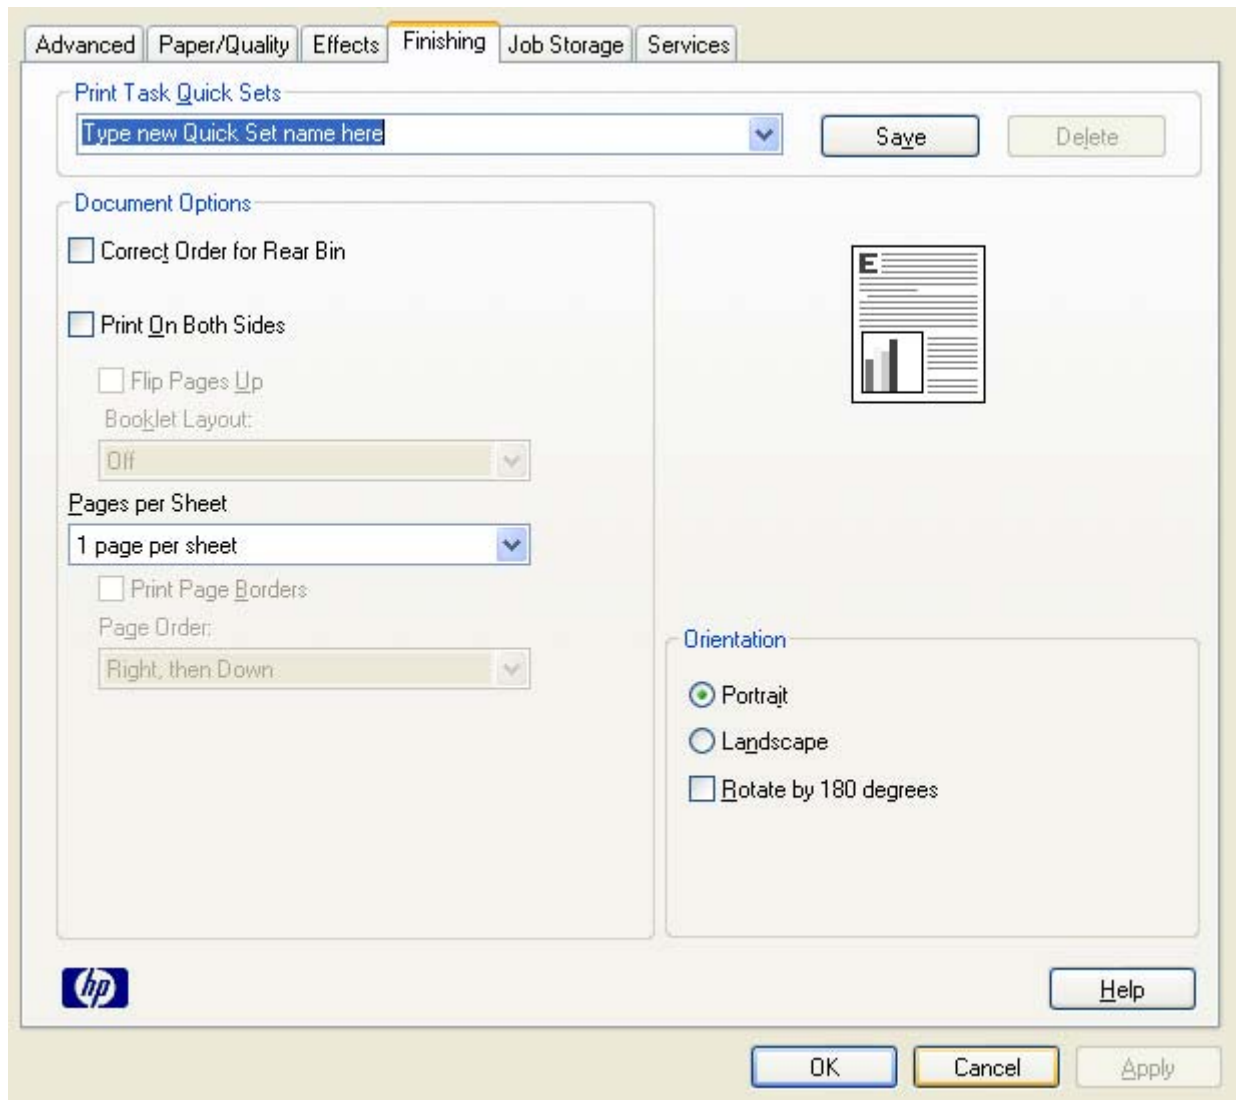 Advanced Paper/Quality Effects Finishing Job Storage Services
Print Task Quick Sets
Type new Quick Set name here Save Delete
Document Options
Correct Order for Rear Bin
E
Print On Both Sides
Flip Pages Up
Booklet Layout:
Off
Pages per Sheet
1 page per sheet
Print Page Borders
Page Order:
Right, then Down
Orientation
Portrait
Landscape
Rotate by 180 degrees
hp
Help
OK Cancel Apply